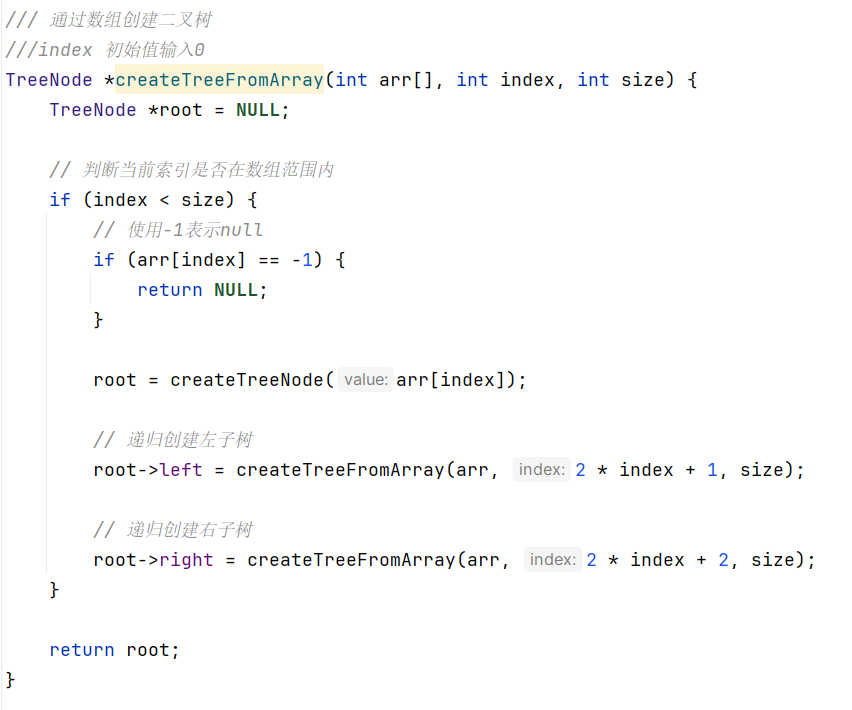 /// 通过数组创建二叉树
///index 初始值输入0
TreeNode *createTreeFromArray(int arr[], int index, int size) {
    TreeNode *root = NULL;
    // 判断当前索引是否在数组范围内
    if (index < size) {
        // 使用-1表示null
        if (arr[index] == -1) {
            return NULL;
        }
        root = createTreeNode( value: arr[index]);
        // 递归创建左子树
        root->left = createTreeFromArray(arr, index: 2 * index + 1, size);
        // 递归创建右子树
        root->right = createTreeFromArray(arr, index: 2 * index + 2, size);
    }
    return root;
}